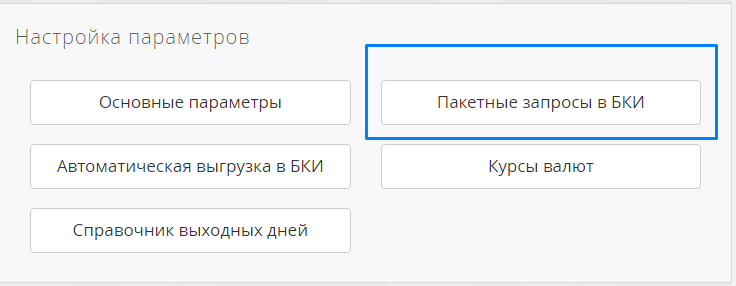 Настройка параметров
Основные параметры
Пакетные запросы в БКИ
Автоматическая выгрузка в БКИ
Курсы валют
Справочник выходных дней